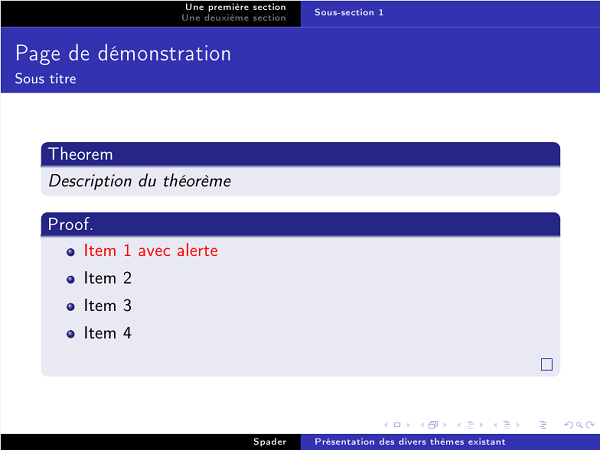 Une première section
Une deuxième section
Sous-section 1
Page de démonstration
Sous titre
Theorem
Description du théorème
Proof.
Item 1 avec alerte
Item 2
Item 3
Item 4
Spader
Présentation des divers thèmes existant